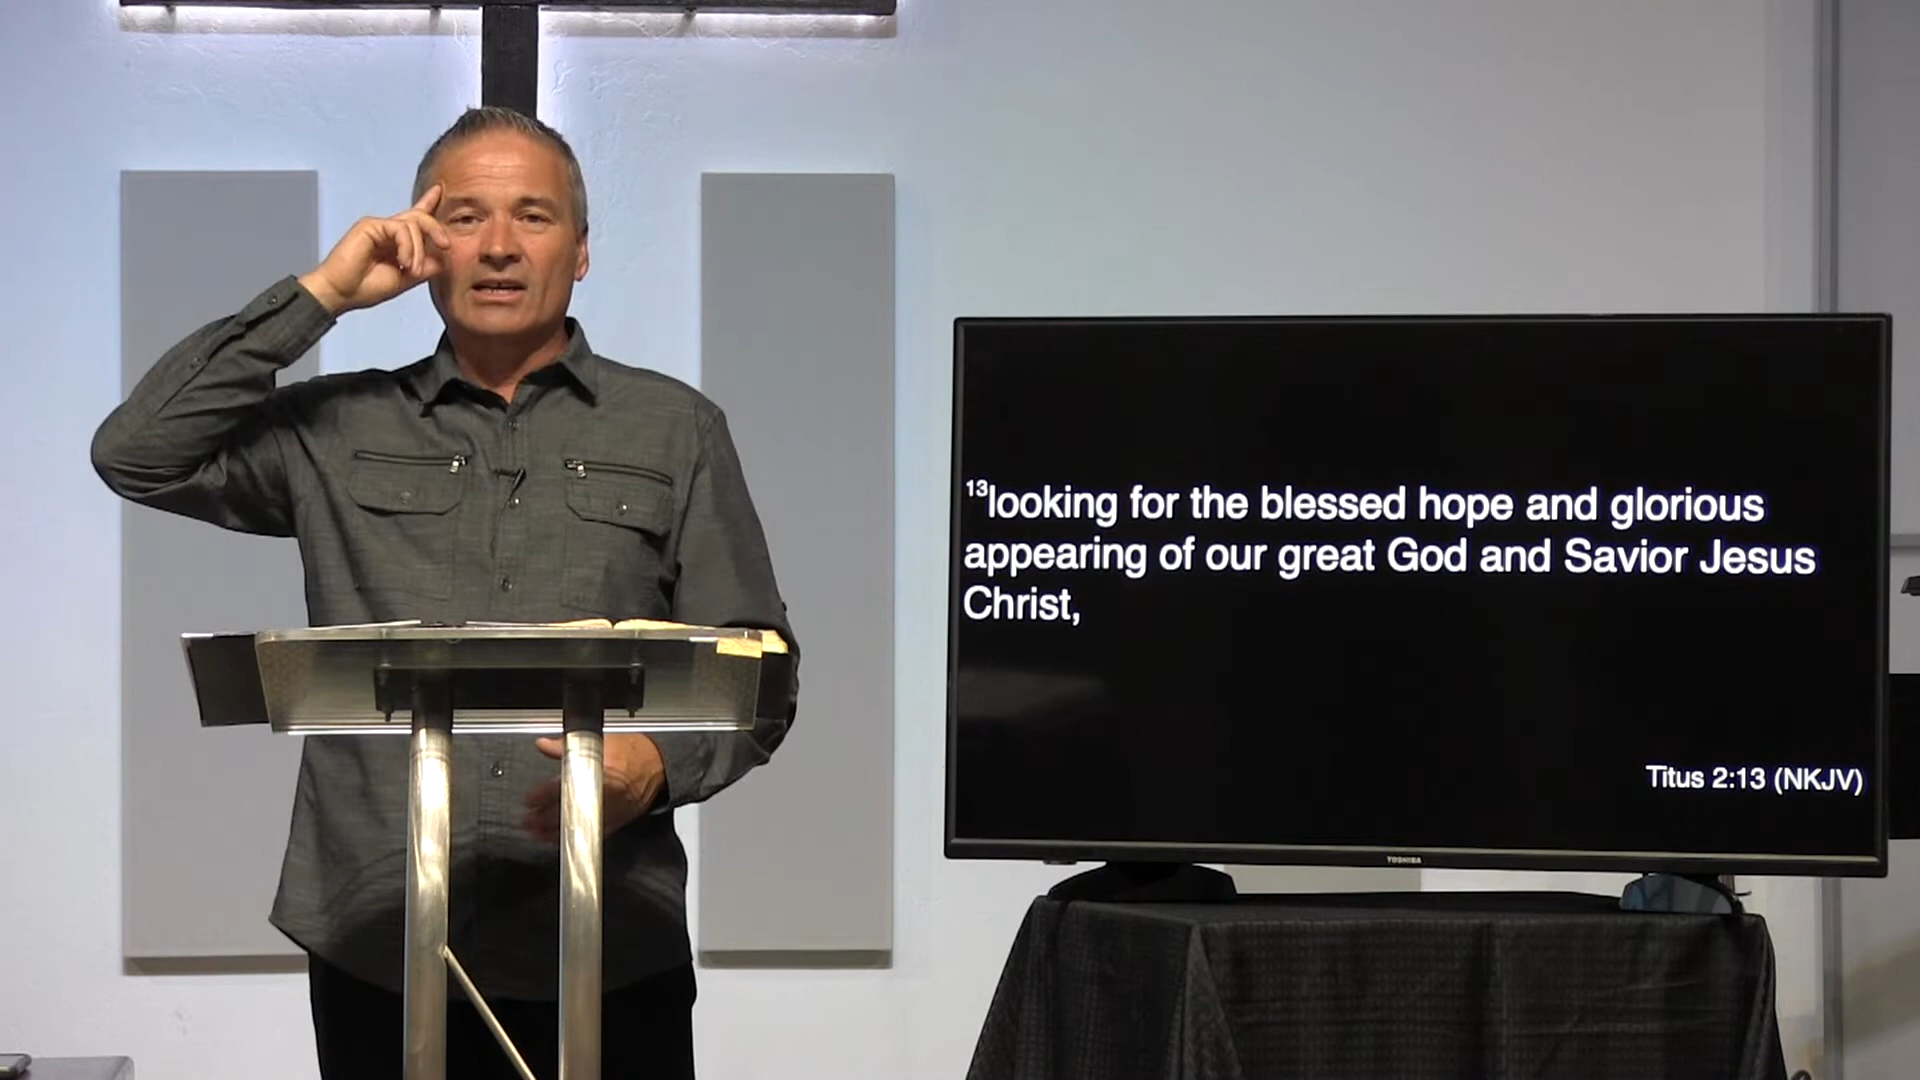 13looking for the blessed hope and glorious
appearing of our great God and Savior Jesus
Christ,
Titus 2:13 (NKJV)
TOSHIBA